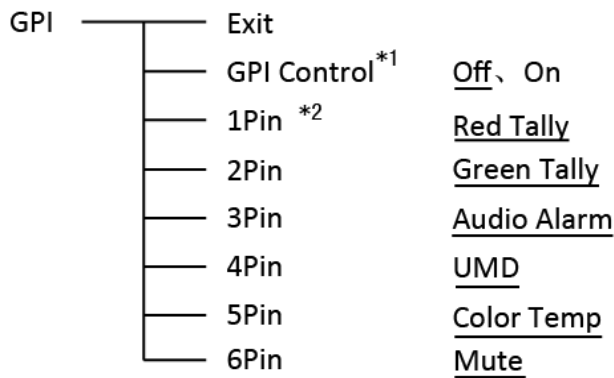 GPI Exit
GPI Control*1 Off、On
1Pin *2 Red Tally
2Pin Green Tally
3Pin Audio Alarm
4Pin UMD
5Pin Color Temp
6Pin Mute